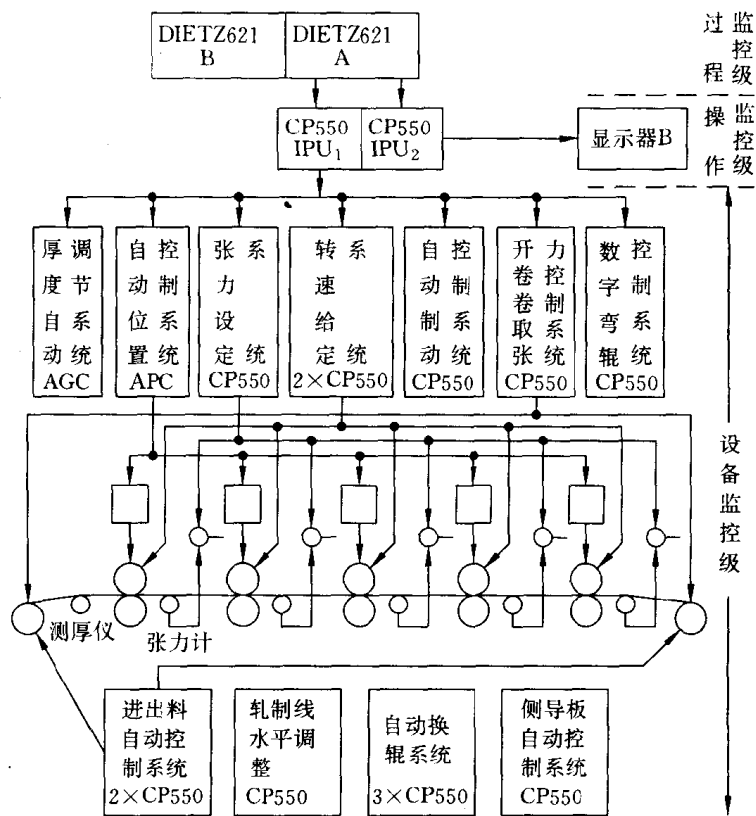 DIETZ621
B
DIETZ621
A
过程
监控级
CP550
IPU₁
CP550
IPU₂
显示器B
操作
监控级
厚度自动
调节系统
AGC
自动位置
控制系统
APC
张力设定
系统
CP550
转速给定
系统
2×CP550
自动制动
控制系统
CP550
开卷卷取张
力控制系统
CP550
数字弯辊
控制系统
CP550
设备监控级
测厚仪
张力计
进出料
自动控
制系统
2×CP550
轧制线
水平调
整
CP550
自动换
辊系统
3×CP550
侧导板
自动控
制系统
CP550